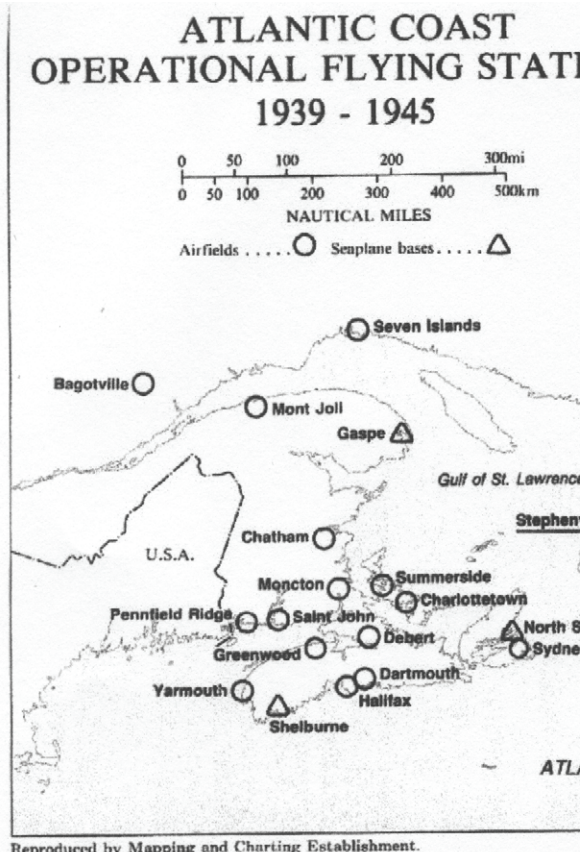 ATLANTIC COAST
OPERATIONAL FLYING STATI
1939 - 1945
0 50 100 200 300mi
0 50 100 200 300 400 500km
NAUTICAL MILES
Airfields ..... Seaplane bases.....
Seven Islands
Bagotville
Mont Joli
Gaspe
Gulf of St. Lawrence
Stephenv
Chatham
U.S.A.
Moncton
Summerside
Charlottetown
Pennfield Ridge
Saint John
North S
Debert
Greenwood
Sydne
Yarmouth
Dartmouth
Halifax
Shelburne
ATLA
Reproduced by Mapping and Charting Establishment.